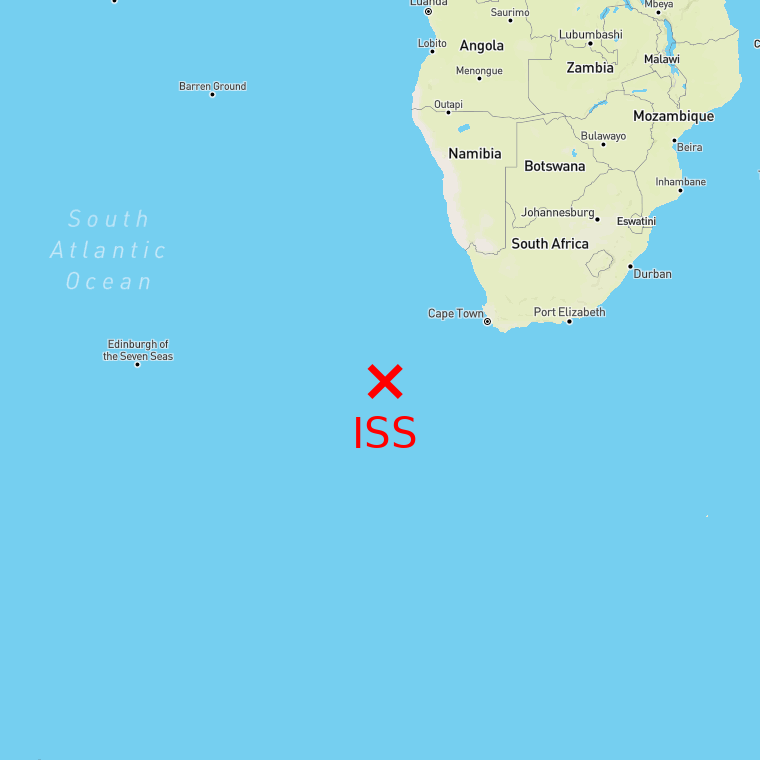 Luanda
Saurimo
Mbeya
Lobito
Angola
Lubumbashi
Menongue
Zambia
Malawi
Barren Ground
Outapi
Mozambique
Bulawayo
Beira
Namibia
Botswana
Inhambane
South
Atlantic
Ocean
Johannesburg
Eswatini
South Africa
Durban
Cape Town
Port Elizabeth
Edinburgh of
the Seven Seas
ISS